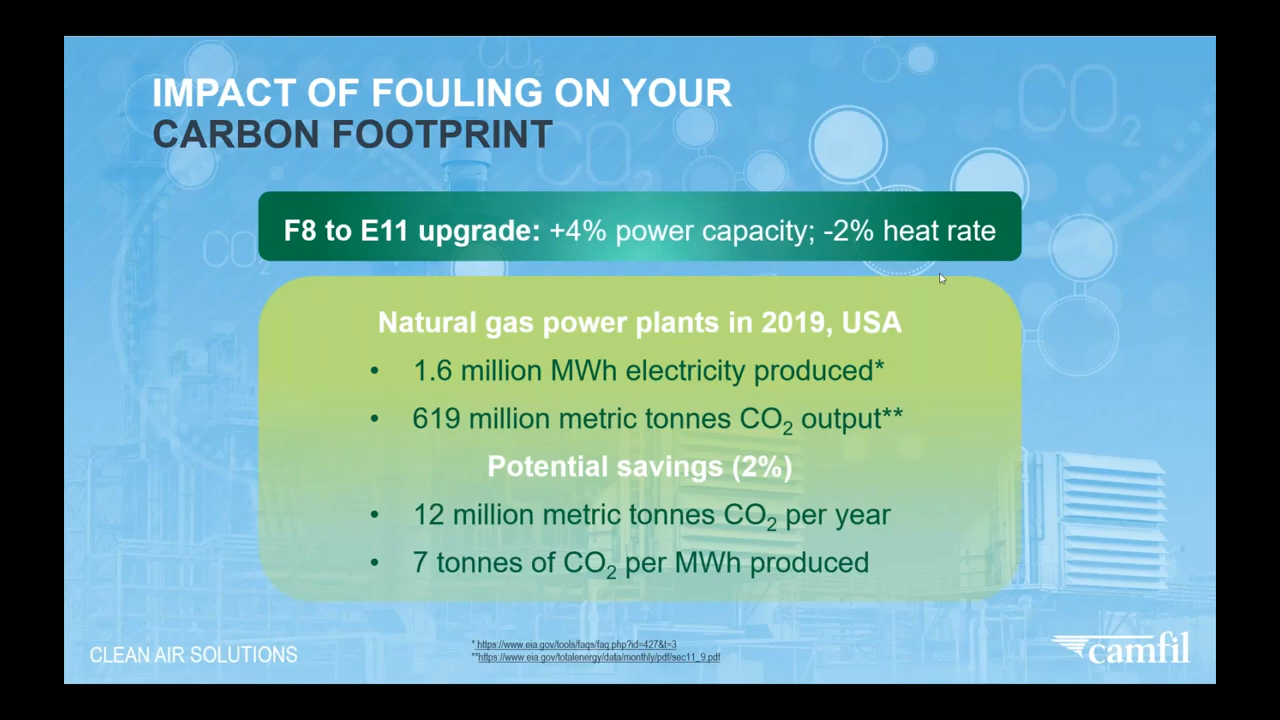 IMPACT OF FOULING ON YOUR
CARBON FOOTPRINT
CO₂
CO₂
CO₂
CO₂
F8 to E11 upgrade: +4% power capacity; -2% heat rate
Natural gas power plants in 2019, USA
• 1.6 million MWh electricity produced*
• 619 million metric tonnes CO₂ output**
Potential savings (2%)
• 12 million metric tonnes CO₂ per year
• 7 tonnes of CO₂ per MWh produced
* https://www.eia.gov/tools/faqs/faq.php?id=427&t=3
**https://www.eia.gov/totalenergy/data/monthly/pdf/sec11_9.pdf
CLEAN AIR SOLUTIONS
camfil